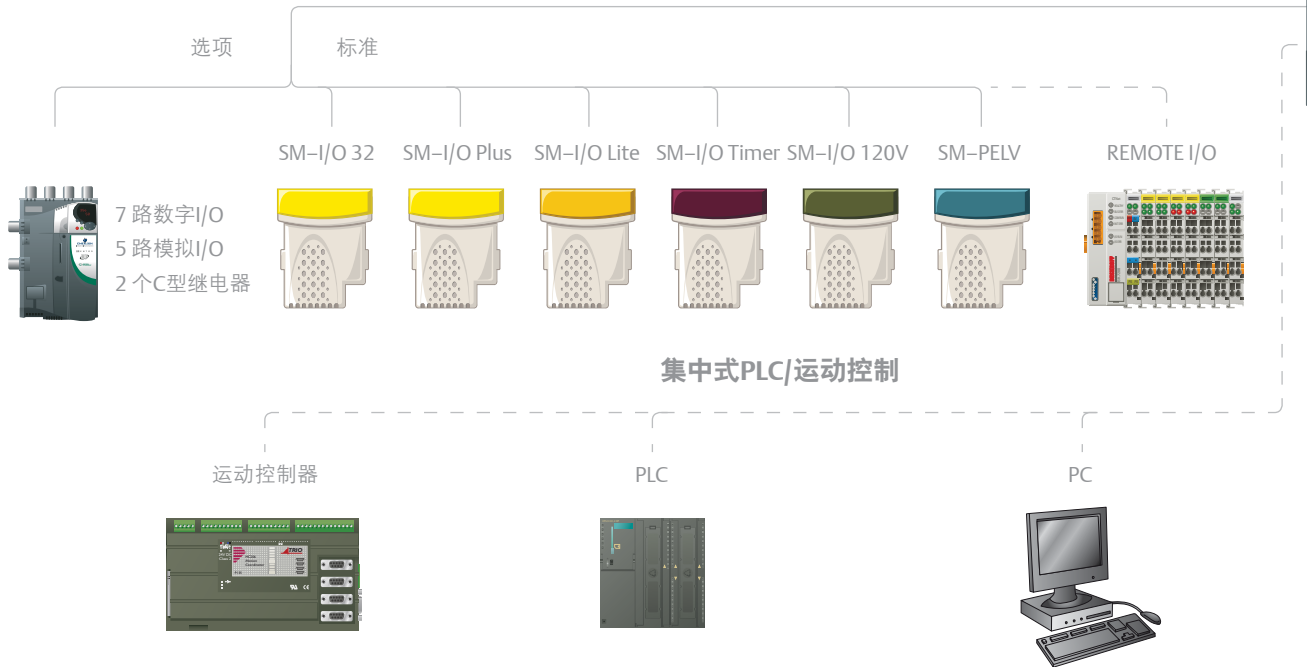 选项
标准
SM–I/O 32
SM–I/O Plus
SM–I/O Lite
SM–I/O Timer
SM–I/O 120V
SM–PELV
REMOTE I/O
7 路数字I/O
5 路模拟I/O
2 个C型继电器
集中式PLC/运动控制
运动控制器
PLC
PC
TRIO